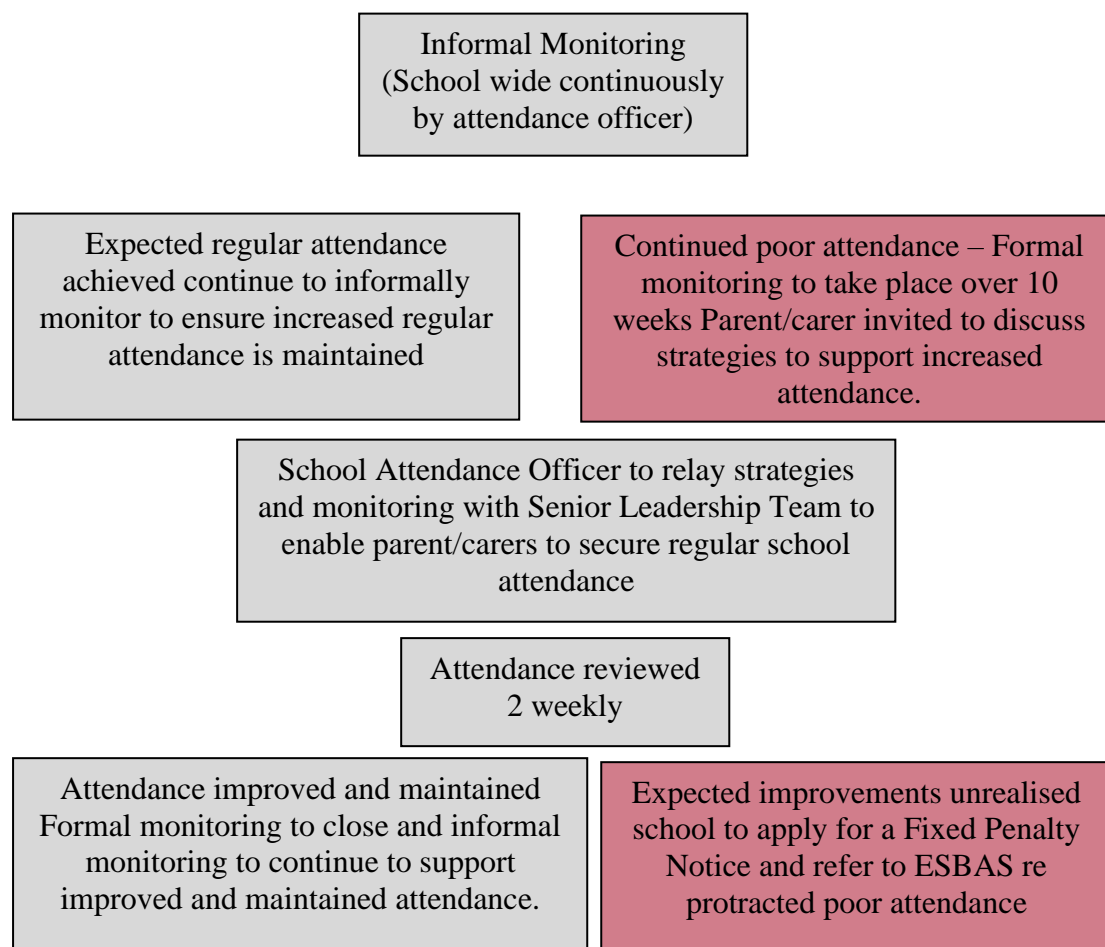 Informal Monitoring
(School wide continuously
by attendance officer)
Expected regular attendance
achieved continue to informally
monitor to ensure increased regular
attendance is maintained
Continued poor attendance – Formal
monitoring to take place over 10
weeks Parent/carer invited to discuss
strategies to support increased
attendance.
School Attendance Officer to relay strategies
and monitoring with Senior Leadership Team to
enable parent/carers to secure regular school
attendance
Attendance reviewed
2 weekly
Attendance improved and maintained
Formal monitoring to close and informal
monitoring to continue to support
improved and maintained attendance.
Expected improvements unrealised
school to apply for a Fixed Penalty
Notice and refer to ESBAS re
protracted poor attendance